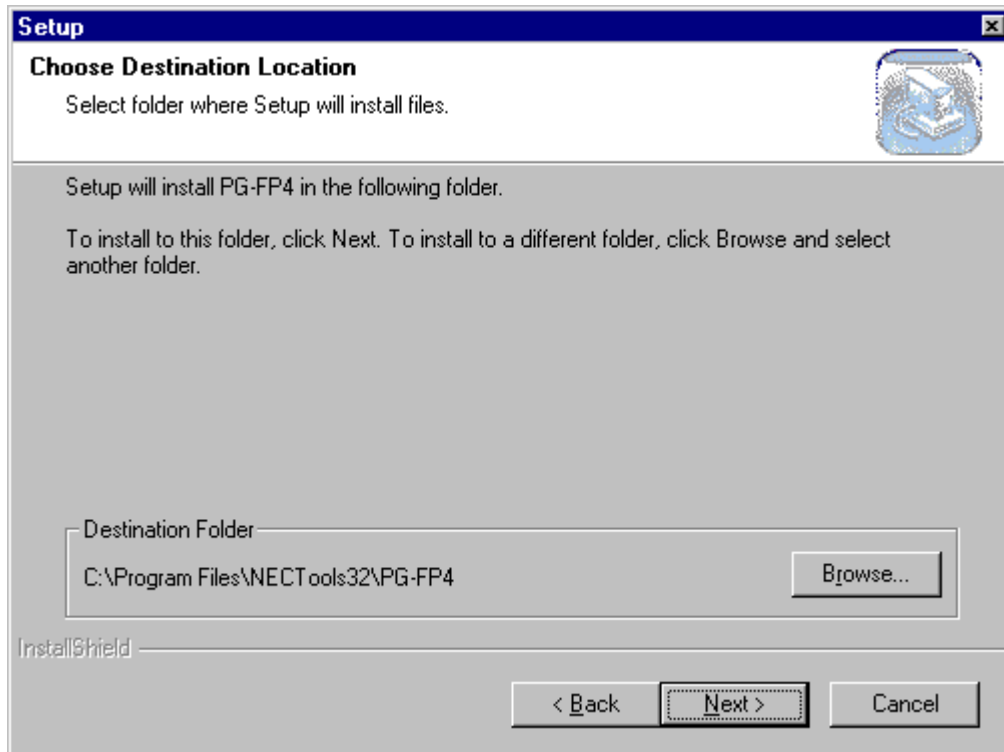 Setup
Choose Destination Location
Select folder where Setup will install files.
Setup will install PG-FP4 in the following folder.
To install to this folder, click Next. To install to a different folder, click Browse and select
another folder.
Destination Folder
C:\Program Files\NECTools32\PG-FP4
Browse...
InstallShield
< Back
Next >
Cancel